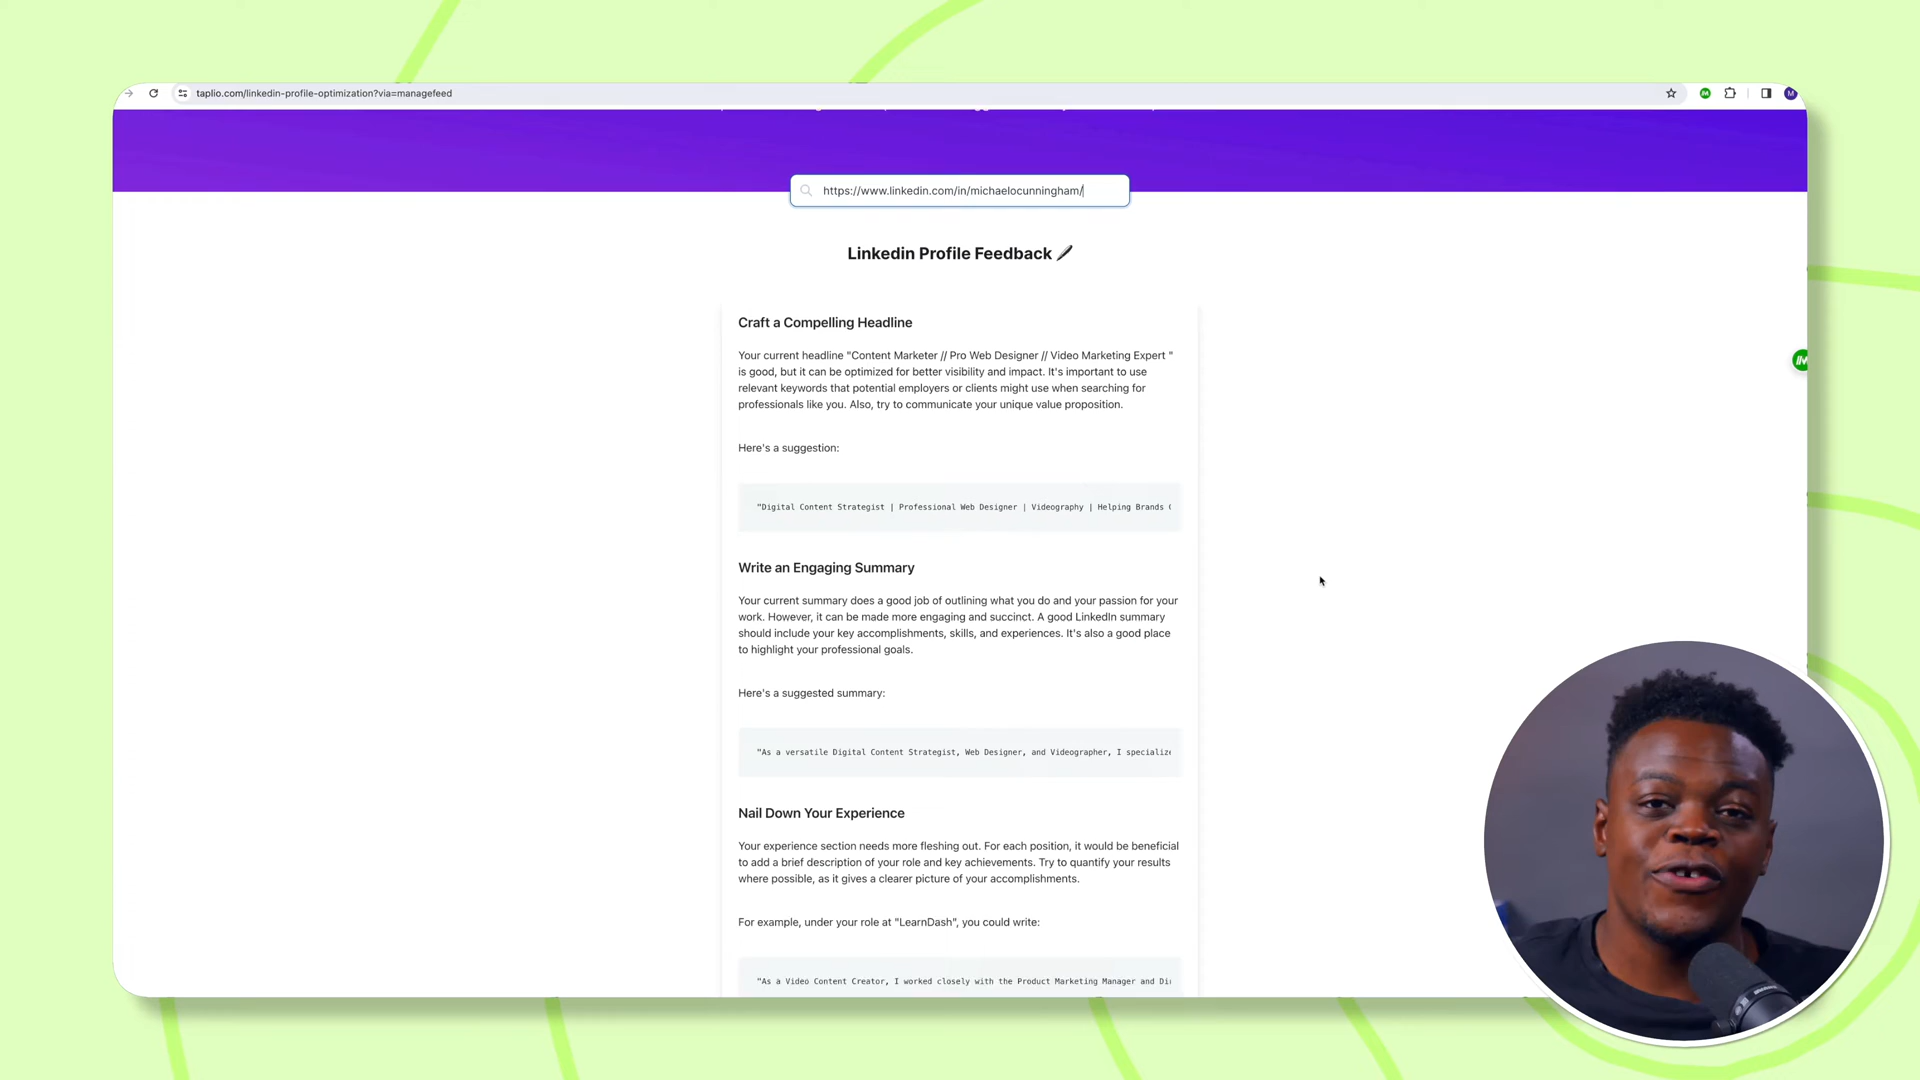 taplio.com/linkedin-profile-optimization?via=managefeed
M
https://www.linkedin.com/in/michaelocunningham/
Linkedin Profile Feedback
Craft a Compelling Headline
Your current headline "Content Marketer // Pro Web Designer // Video Marketing Expert "
is good, but it can be optimized for better visibility and impact. It's important to use
relevant keywords that potential employers or clients might use when searching for
professionals like you. Also, try to communicate your unique value proposition.
Here's a suggestion:
"Digital Content Strategist | Professional Web Designer | Videography | Helping Brands
Write an Engaging Summary
Your current summary does a good job of outlining what you do and your passion for your
work. However, it can be made more engaging and succinct. A good LinkedIn summary
should include your key accomplishments, skills, and experiences. It's also a good place
to highlight your professional goals.
Here's a suggested summary:
"As a versatile Digital Content Strategist, Web Designer, and Videographer, I specialize
Nail Down Your Experience
Your experience section needs more fleshing out. For each position, it would be beneficial
to add a brief description of your role and key achievements. Try to quantify your results
where possible, as it gives a clearer picture of your accomplishments.
For example, under your role at "LearnDash", you could write:
"As a Video Content Creator, I worked closely with the Product Marketing Manager and Di